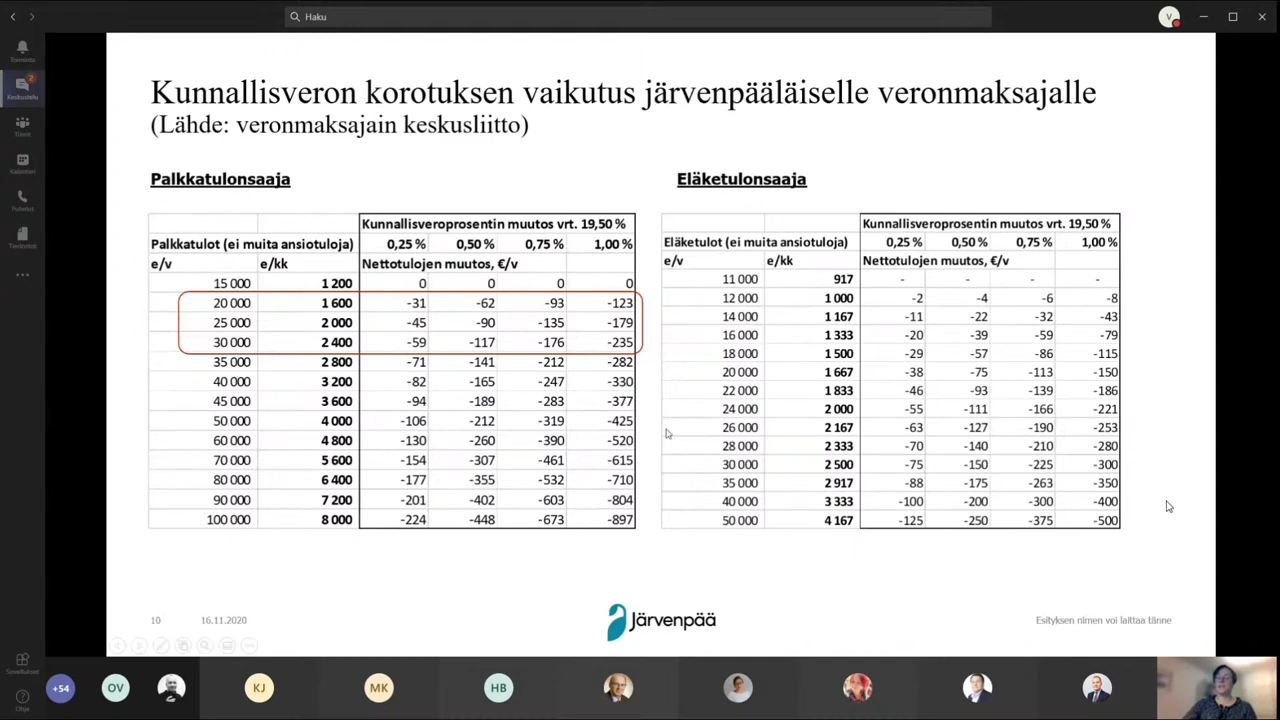 Haku
V
Toiminta
2
Keskustelu
Tiimit
Kalenteri
Puhelut
Tiedostot
Kunnallisveron korotuksen vaikutus järvenpääläiselle veronmaksajalle
(Lähde: veronmaksajain keskusliitto)
Palkkatulonsaaja
Kunnallisveroprosentin muutos vrt. 19,50 %
Palkkatulot (ei muita ansiotuloja) 0,25 % 0,50 % 0,75 % 1,00 %
e/v e/kk Nettotulojen muutos, €/v
15 000 1 200 0 0 0 0
20 000 1 600 -31 -62 -93 -123
25 000 2 000 -45 -90 -135 -179
30 000 2 400 -59 -117 -176 -235
35 000 2 800 -71 -141 -212 -282
40 000 3 200 -82 -165 -247 -330
45 000 3 600 -94 -189 -283 -377
50 000 4 000 -106 -212 -319 -425
60 000 4 800 -130 -260 -390 -520
70 000 5 600 -154 -307 -461 -615
80 000 6 400 -177 -355 -532 -710
90 000 7 200 -201 -402 -603 -804
100 000 8 000 -224 -448 -673 -897
Eläketulonsaaja
Kunnallisveroprosentin muutos vrt. 19,50 %
Eläketulot (ei muita ansiotuloja) 0,25 % 0,50 % 0,75 % 1,00 %
e/v e/kk Nettotulojen muutos, €/v
11 000 917 - - - -
12 000 1 000 -2 -4 -6 -8
14 000 1 167 -11 -22 -32 -43
16 000 1 333 -20 -39 -59 -79
18 000 1 500 -29 -57 -86 -115
20 000 1 667 -38 -75 -113 -150
22 000 1 833 -46 -93 -139 -186
24 000 2 000 -55 -111 -166 -221
26 000 2 167 -63 -127 -190 -253
28 000 2 333 -70 -140 -210 -280
30 000 2 500 -75 -150 -225 -300
35 000 2 917 -88 -175 -263 -350
40 000 3 333 -100 -200 -300 -400
50 000 4 167 -125 -250 -375 -500
10 16.11.2020 Järvenpää Esityksen nimen voi laittaa tänne
Sovellukset
Ohje
+54 OV KJ MK HB